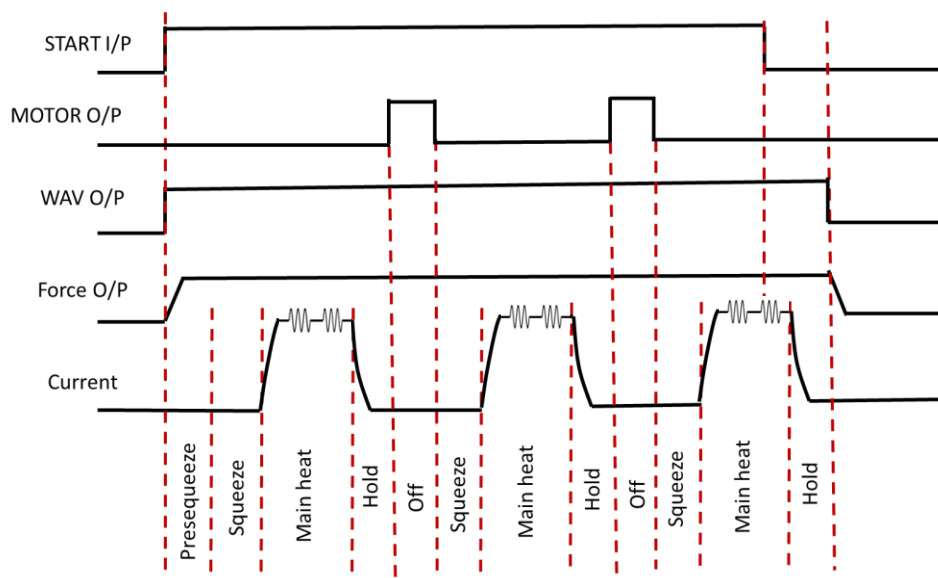 START I/P
MOTOR O/P
WAV O/P
Force O/P
Current
Presequeeze
Squeeze
Main heat
Hold
Off
Squeeze
Main heat
Hold
Off
Squeeze
Main heat
Hold